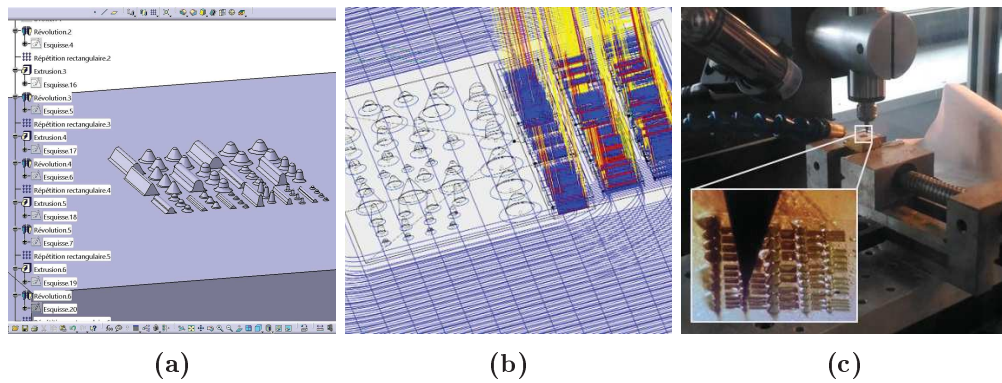 Révolution.2
Esquisse.4
Répétition rectangulaire.2
Extrusion.3
Esquisse.16
Révolution.3
Esquisse.5
Répétition rectangulaire.3
Extrusion.4
Esquisse.17
Révolution.4
Esquisse.6
Répétition rectangulaire.4
Extrusion.5
Esquisse.18
Révolution.5
Esquisse.7
Répétition rectangulaire.5
Extrusion.6
Esquisse.19
Révolution.6
Esquisse.20
(a)
(b)
(c)